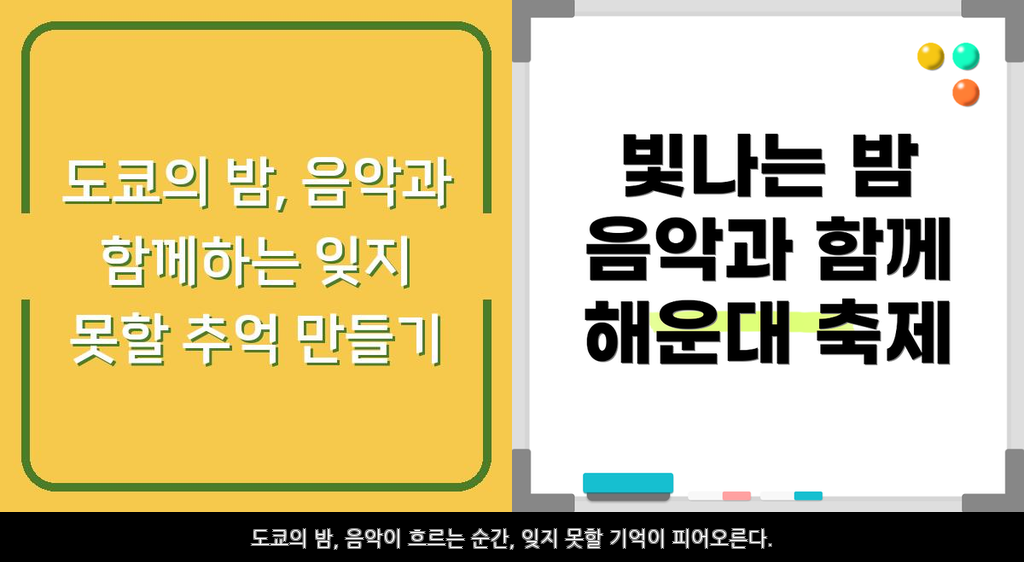 도쿄의 밤, 음악과
함께하는 잊지
못할 추억 만들기
빛나는 밤
음악과 함께
해운대 축제
도쿄의 밤, 음악이 흐르는 순간, 잊지 못할 기억이 피어오른다.